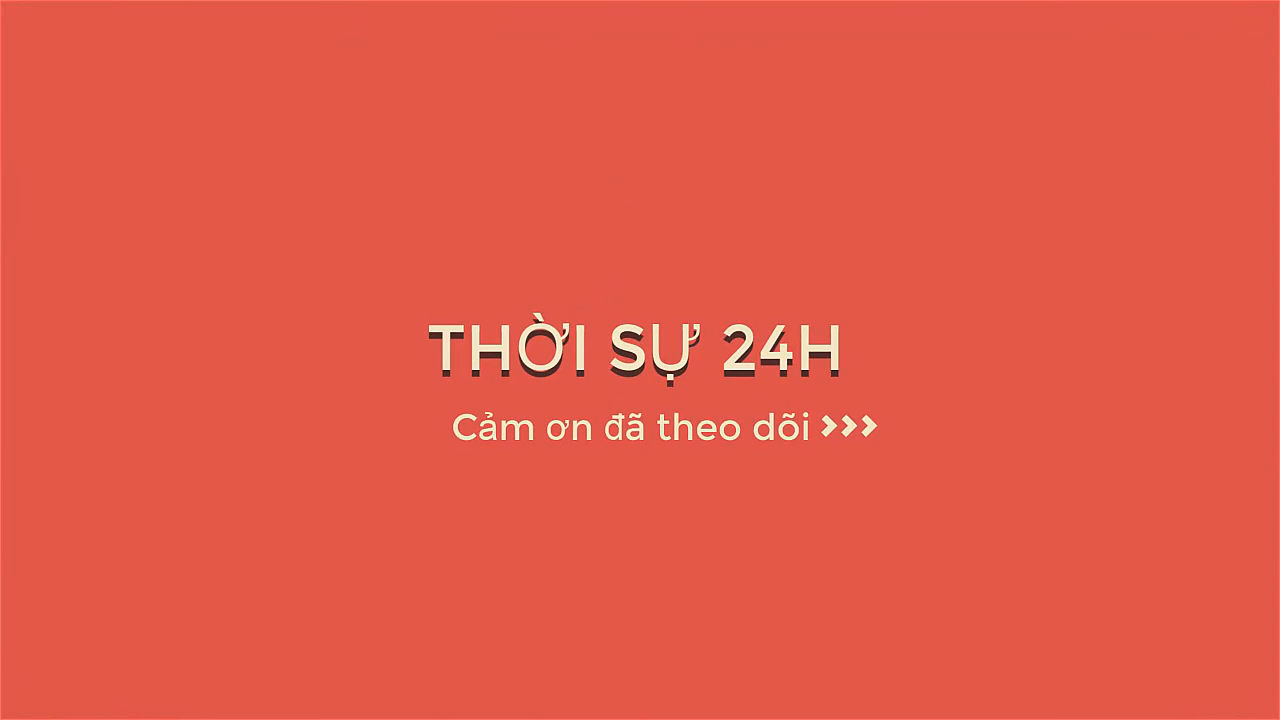 THỜI SỰ 24H
Cảm ơn đã theo dõi